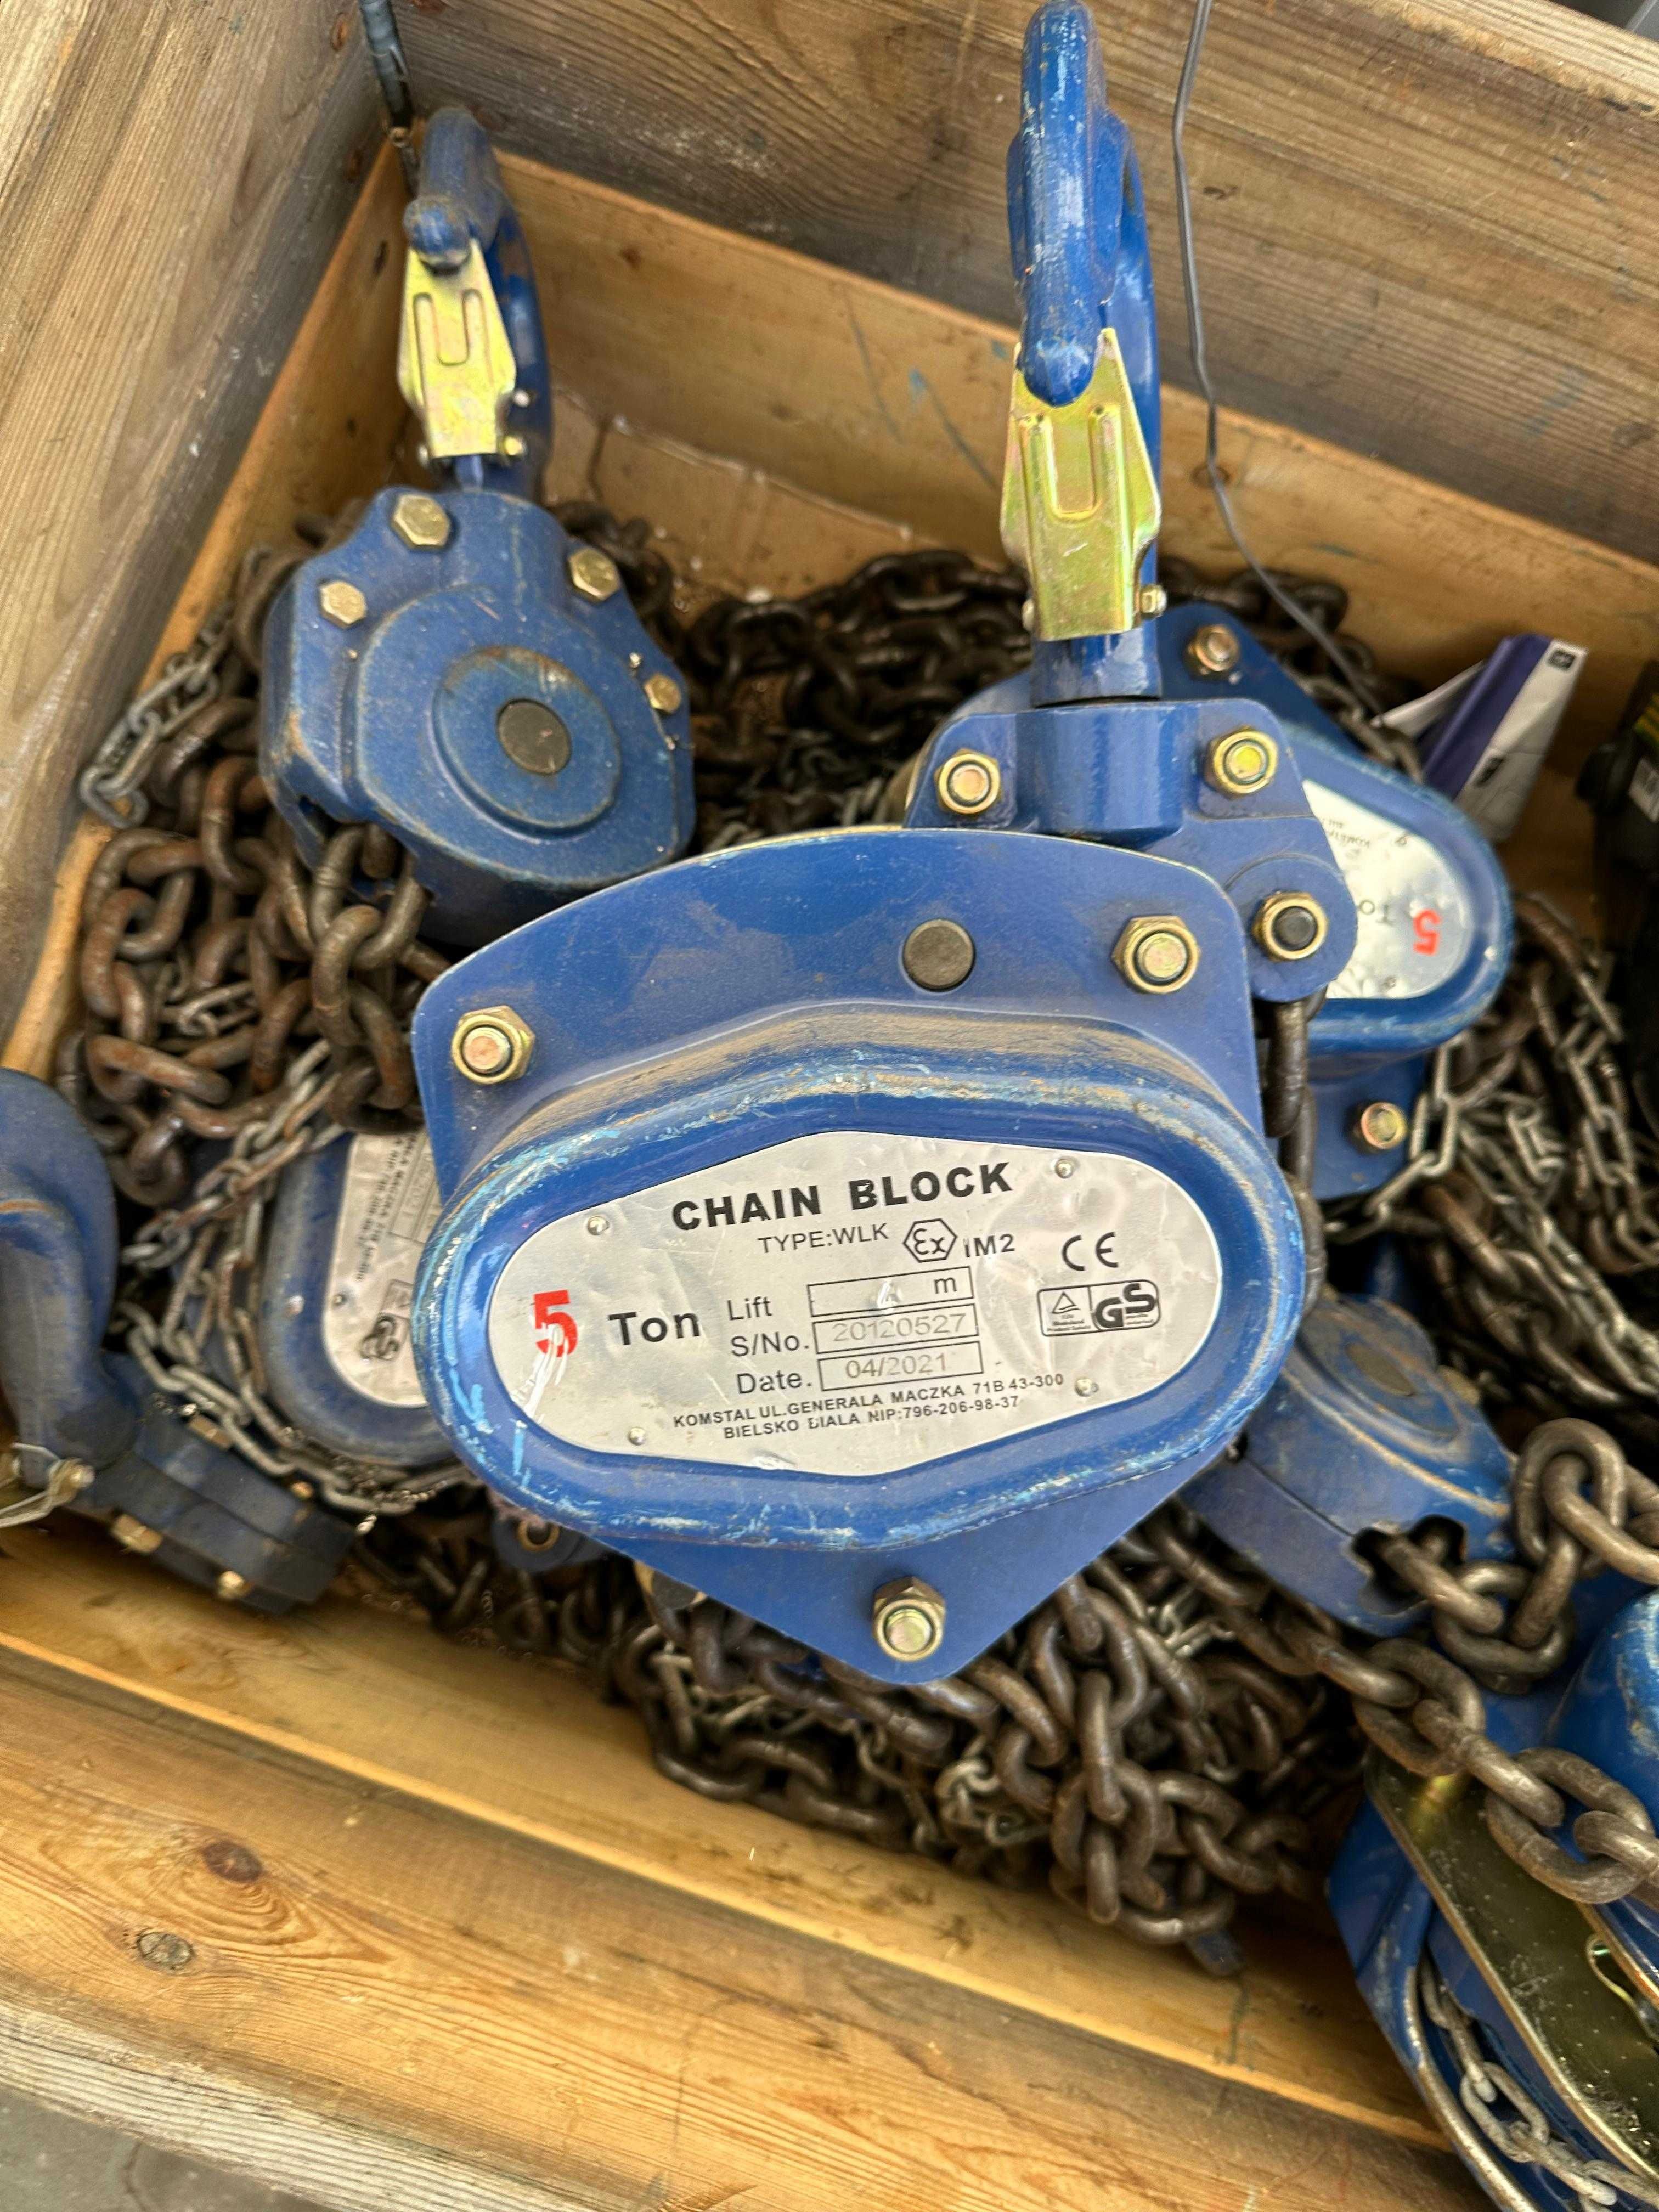 CHAIN BLOCK
TYPE:WLK Ex IM2
CE
5 Ton
Lift m
S/No. 20120527
GS
Date. 04/2021
KOMSTAL UL.GENERALA MACZKA 71B 43-300
BIELSKO BIALA NIP:796-206-98-37
5
GS